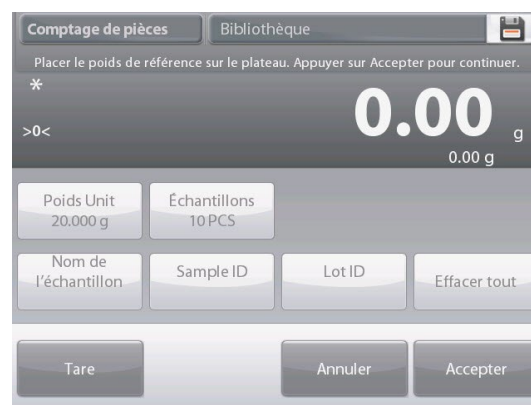 Comptage de pièces
Bibliothèque
Placer le poids de référence sur le plateau. Appuyer sur Accepter pour continuer.
*
>0<
0.00 g
0.00 g
Poids Unit
20.000 g
Échantillons
10 PCS
Nom de
l'échantillon
Sample ID
Lot ID
Effacer tout
Tare
Annuler
Accepter